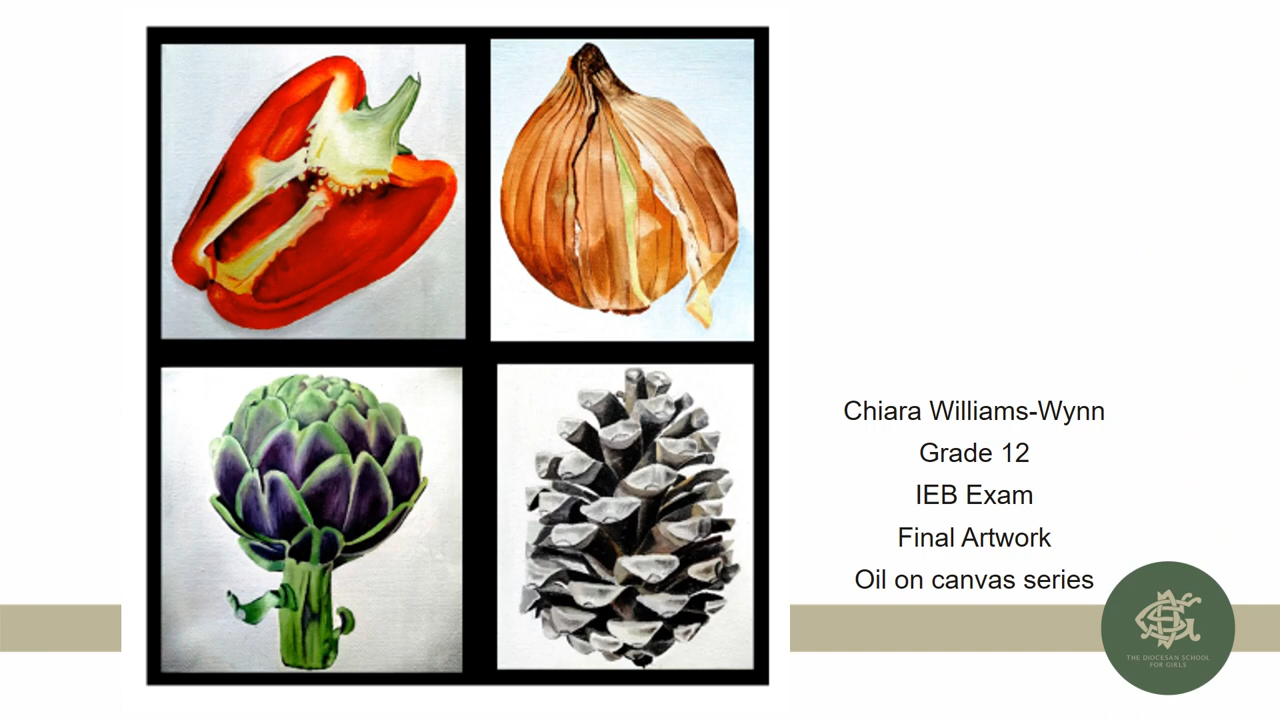 Chiara Williams-Wynn
Grade 12
IEB Exam
Final Artwork
Oil on canvas series
THE DIOCESAN SCHOOL
FOR GIRLS